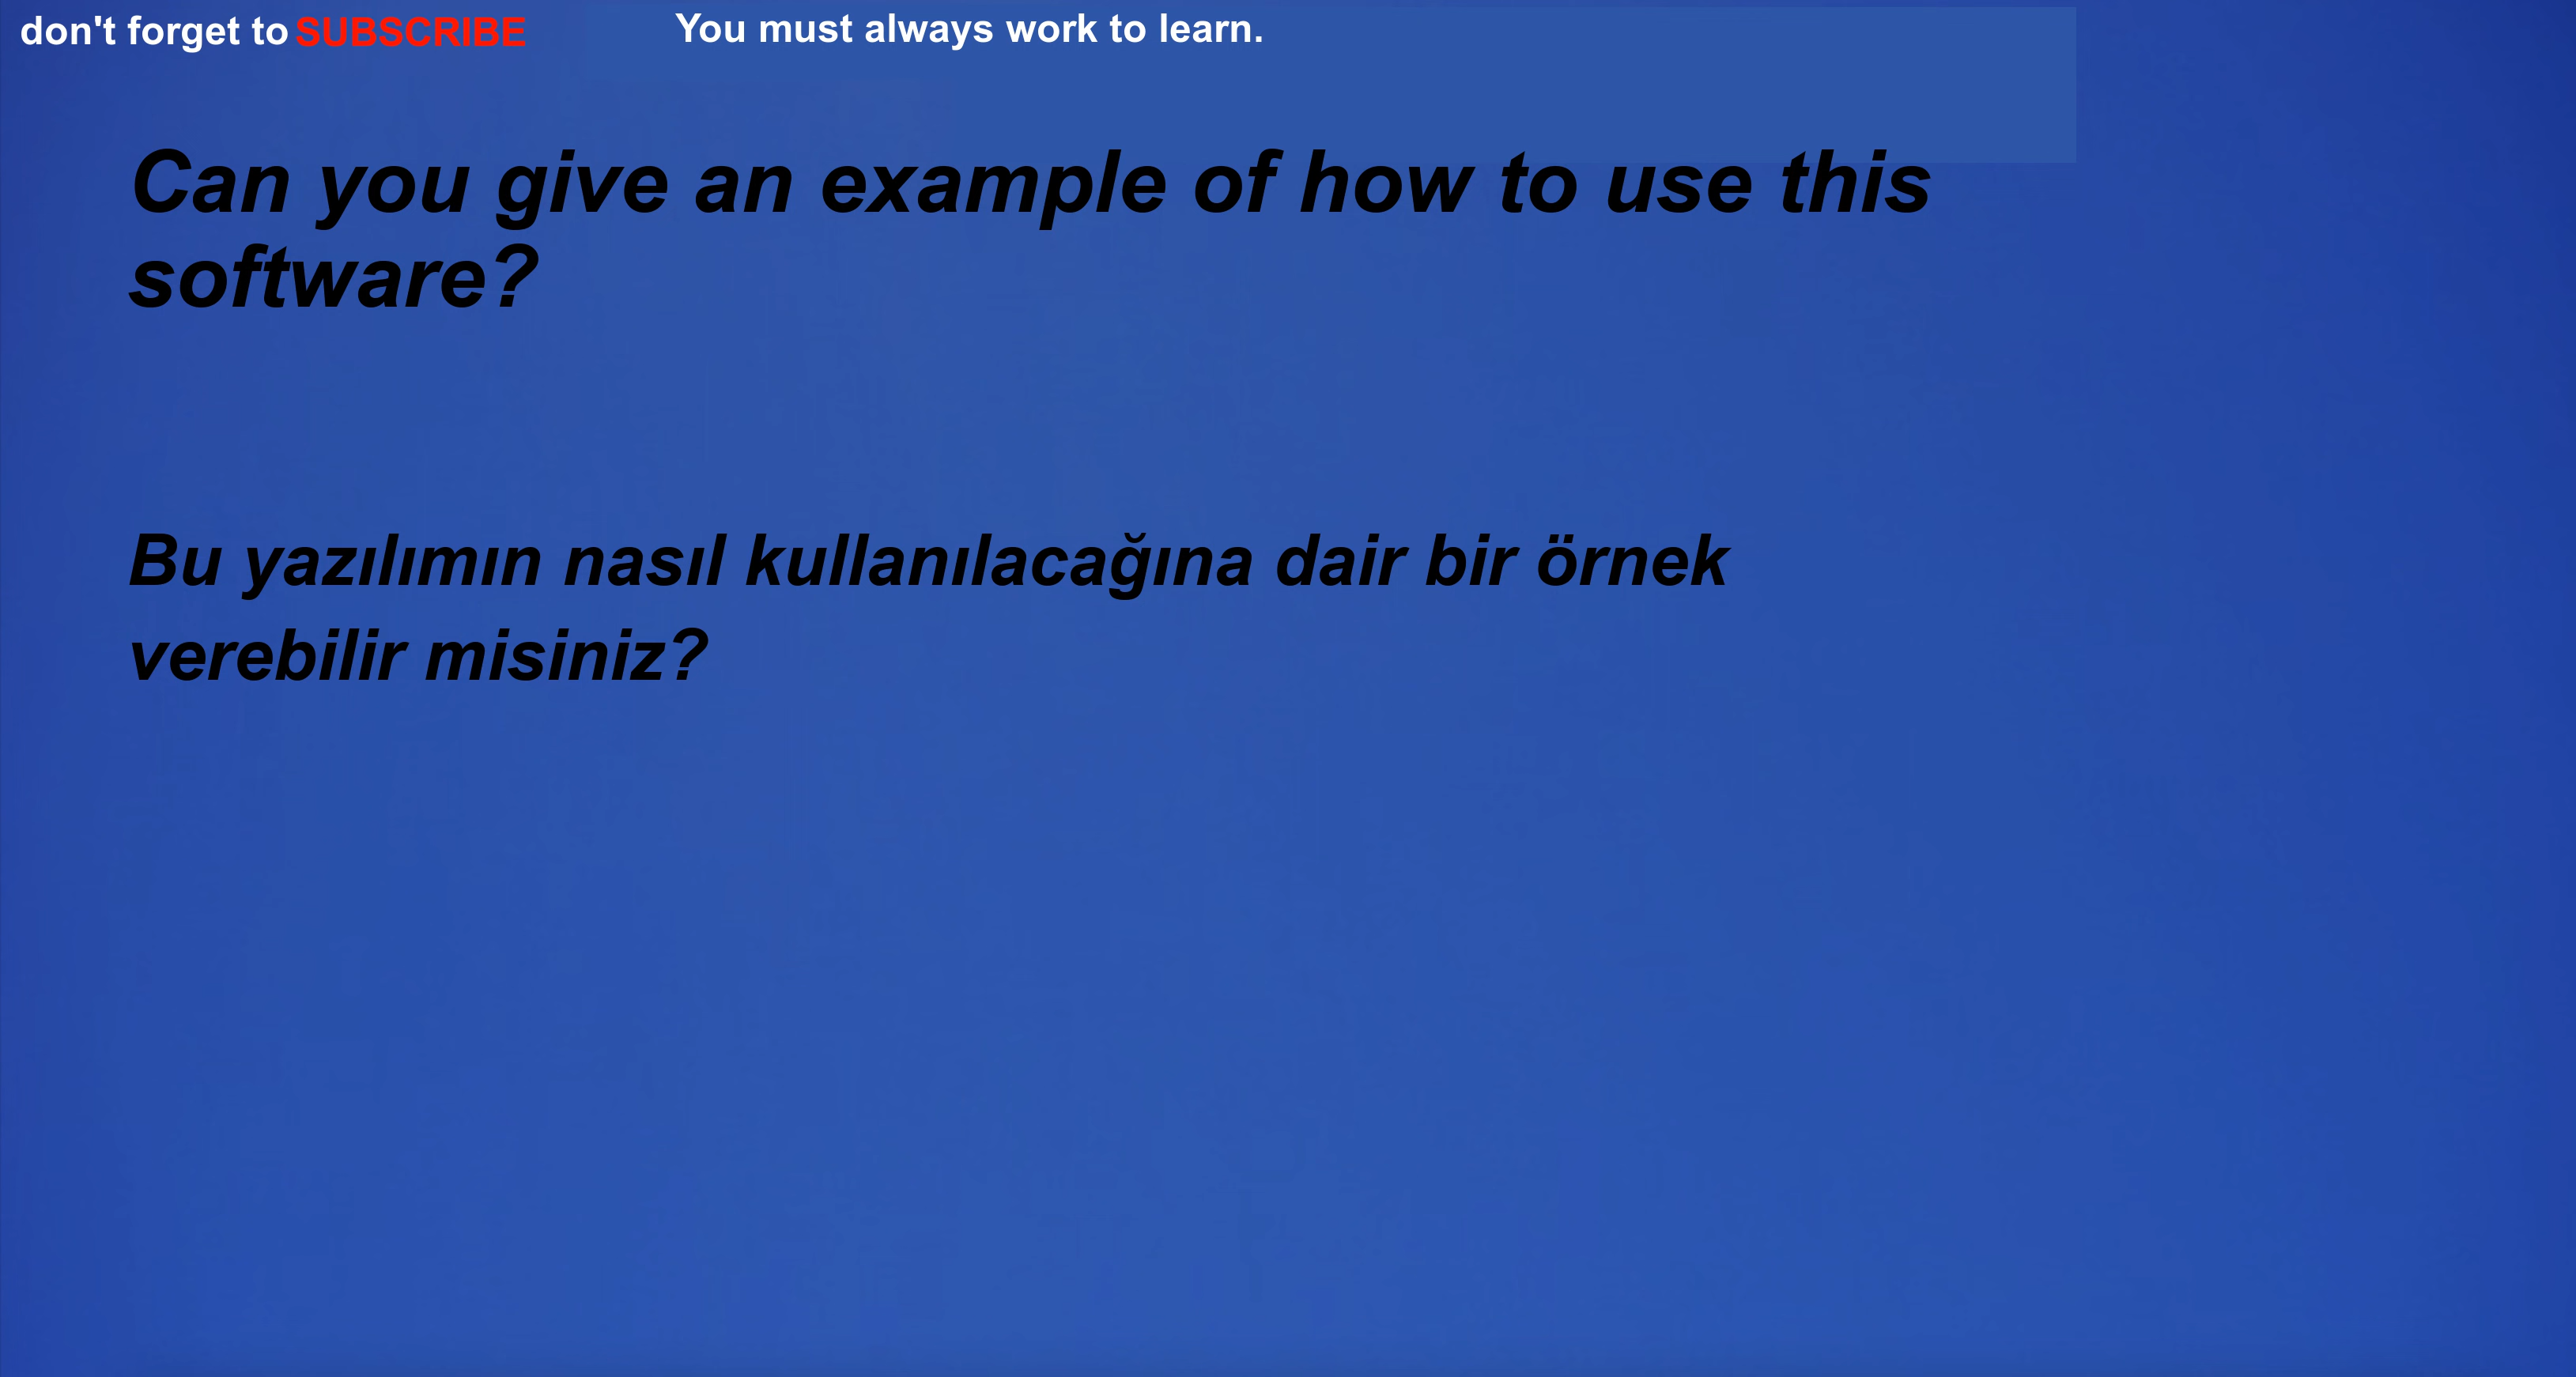 don't forget to SUBSCRIBE
You must always work to learn.
Can you give an example of how to use this
software?
Bu yazılımın nasıl kullanılacağına dair bir örnek
verebilir misiniz?